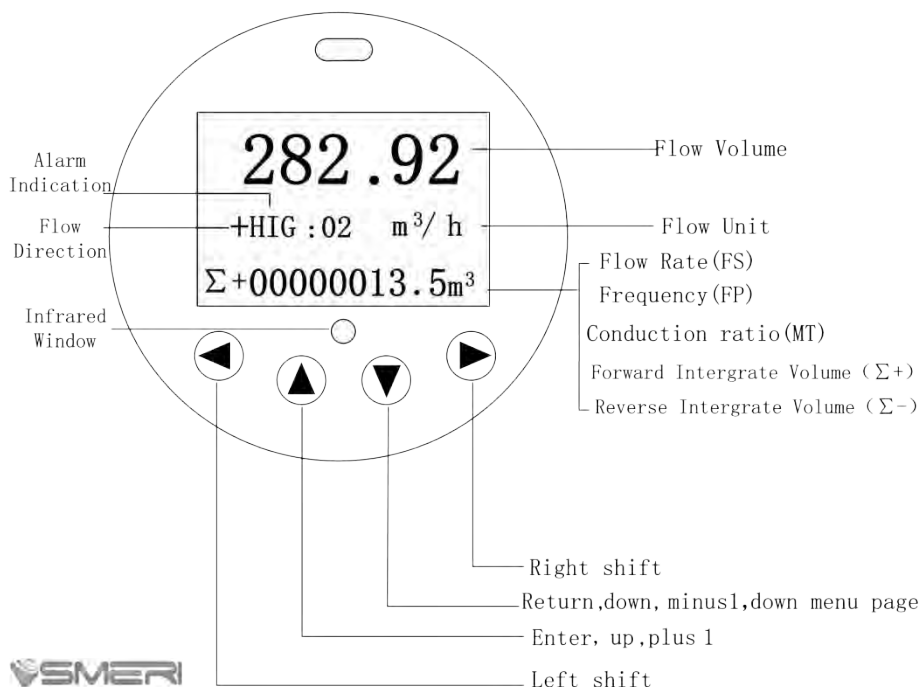 282.92
Flow Volume
Alarm
Indication
+HIG:02 m³/h
Flow Unit
Flow
Direction
Flow Rate(FS)
Σ+00000013.5m³
Frequency(FP)
Infrared
Window
Conduction ratio(MT)
Forward Intergrate Volume (Σ+)
Reverse Intergrate Volume (Σ-)
Right shift
Return,down,minus1,down menu page
Enter, up,plus 1
Left shift
SMERI